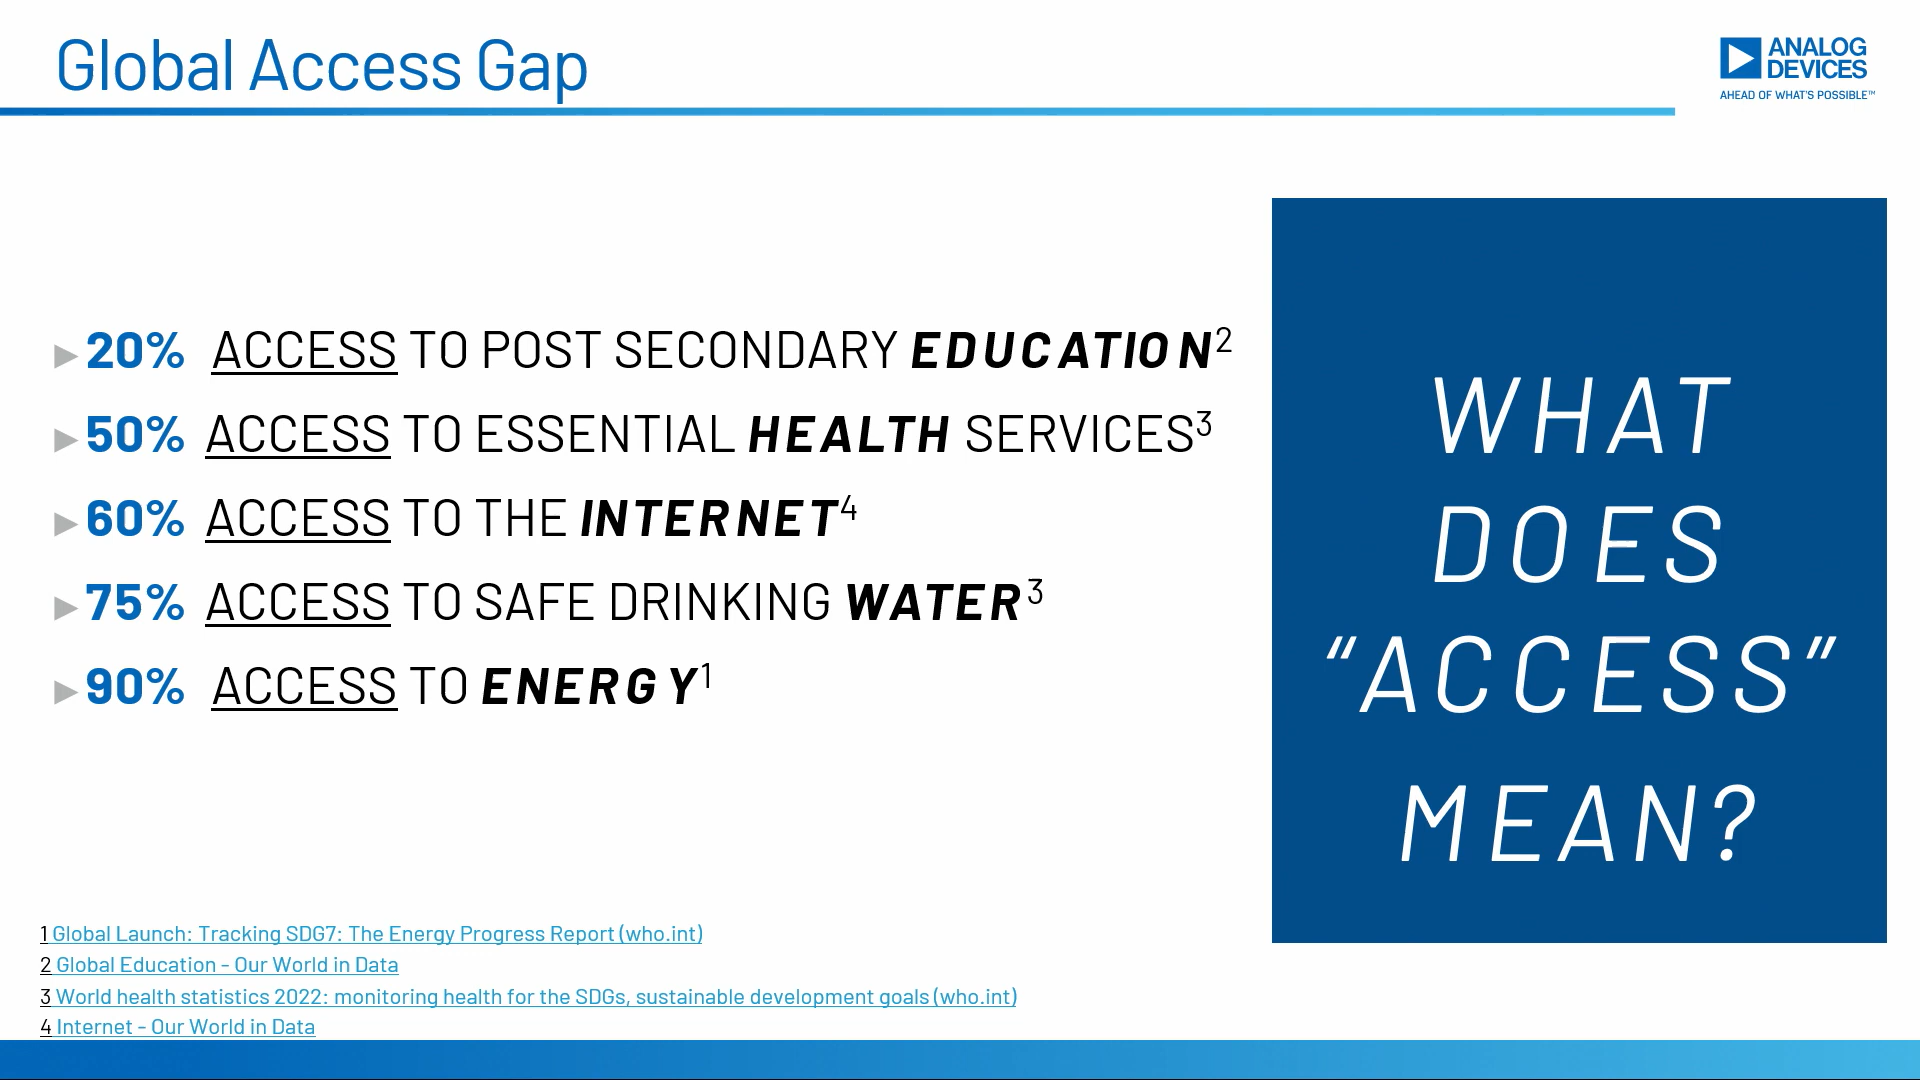 Global Access Gap
ANALOG
DEVICES
AHEAD OF WHAT'S POSSIBLE™
▶20% ACCESS TO POST SECONDARY EDUCATION²
▶50% ACCESS TO ESSENTIAL HEALTH SERVICES³
▶60% ACCESS TO THE INTERNET⁴
▶75% ACCESS TO SAFE DRINKING WATER³
▶90% ACCESS TO ENERGY¹
WHAT
DOES
“ACCESS”
MEAN?
1 Global Launch: Tracking SDG7: The Energy Progress Report (who.int)
2 Global Education - Our World in Data
3 World health statistics 2022: monitoring health for the SDGs, sustainable development goals (who.int)
4 Internet - Our World in Data